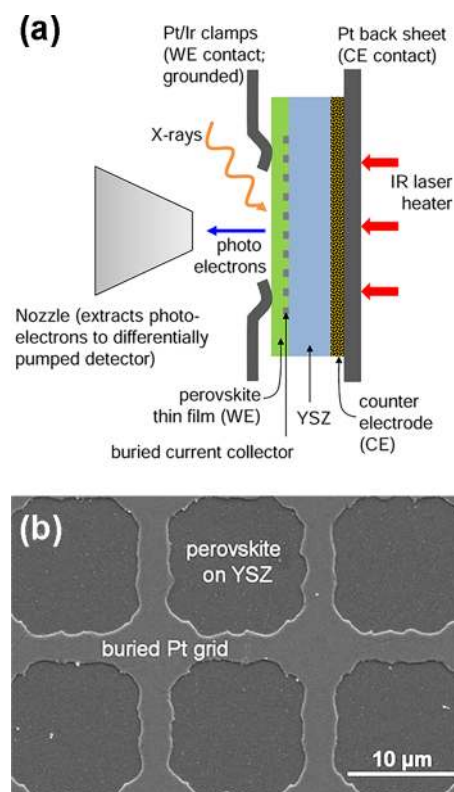 (a)
Pt/Ir clamps
(WE contact;
grounded)
Pt back sheet
(CE contact)
X-rays
IR laser
heater
photo
electrons
Nozzle (extracts photo-
electrons to differentially
pumped detector)
perovskite
thin film (WE)
YSZ
counter
electrode
(CE)
buried current collector
(b)
perovskite
on YSZ
buried Pt grid
10 µm